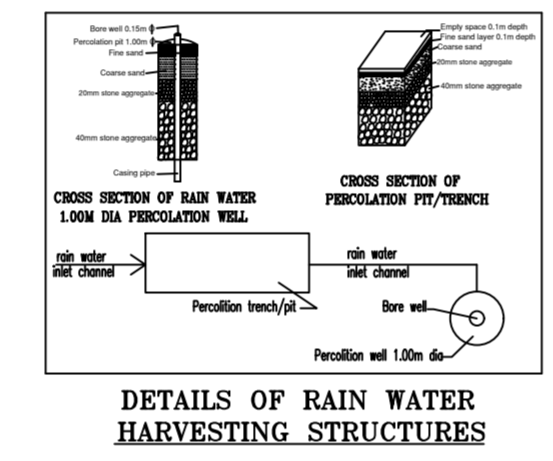 Bore well 0.15m ϕ
Percolation pit 1.00m ϕ
Fine sand
Coarse sand
20mm stone aggregate
40mm stone aggregate
Casing pipe
CROSS SECTION OF RAIN WATER
1.00M DIA PERCOLATION WELL
Empty space 0.1m depth
Fine sand layer 0.1m depth
Coarse sand
20mm stone aggregate
40mm stone aggregate
CROSS SECTION OF
PERCOLATION PIT/TRENCH
rain water
inlet channel
Percolition trench/pit
rain water
inlet channel
Bore well
Percolition well 1.00m dia
DETAILS OF RAIN WATER
HARVESTING STRUCTURES